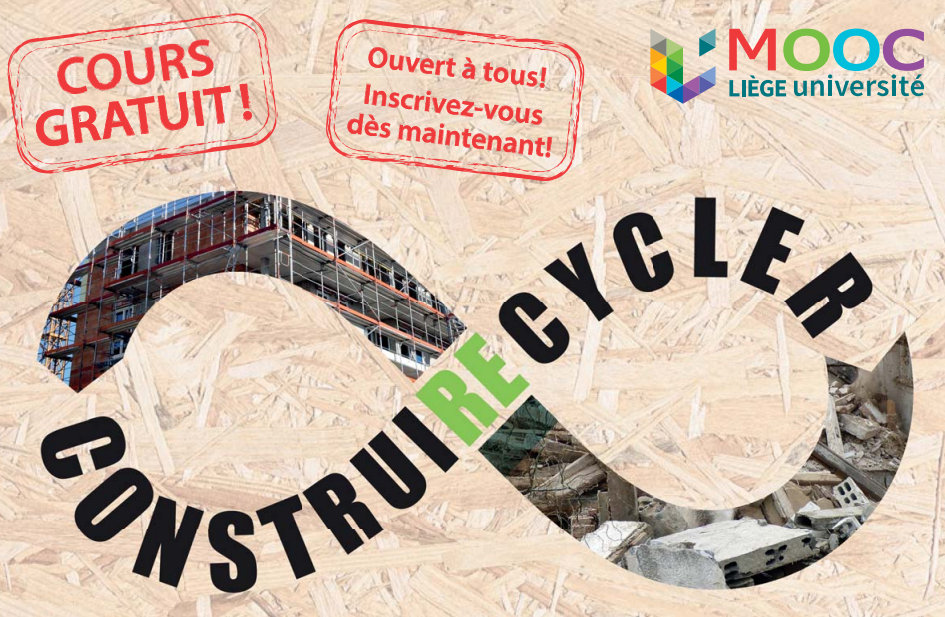 COURS
GRATUIT!
Ouvert à tous!
Inscrivez-vous
dès maintenant!
MOOC
LIÈGE université
CONSTRUIRECYCLER